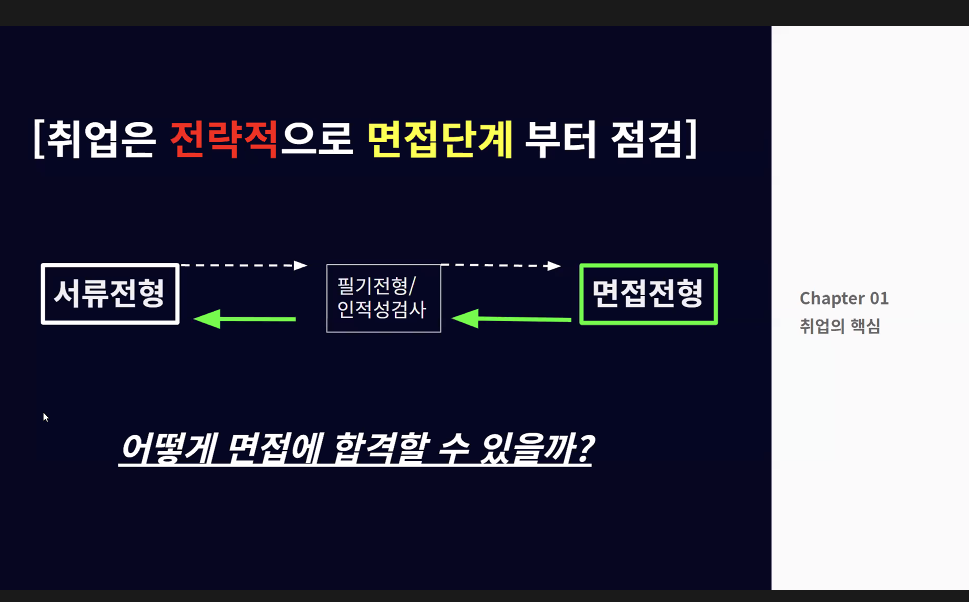 [취업은 전략적으로 면접단계 부터 점검]
서류전형
필기전형/
인적성검사
면접전형
어떻게 면접에 합격할 수 있을까?
Chapter 01
취업의 핵심